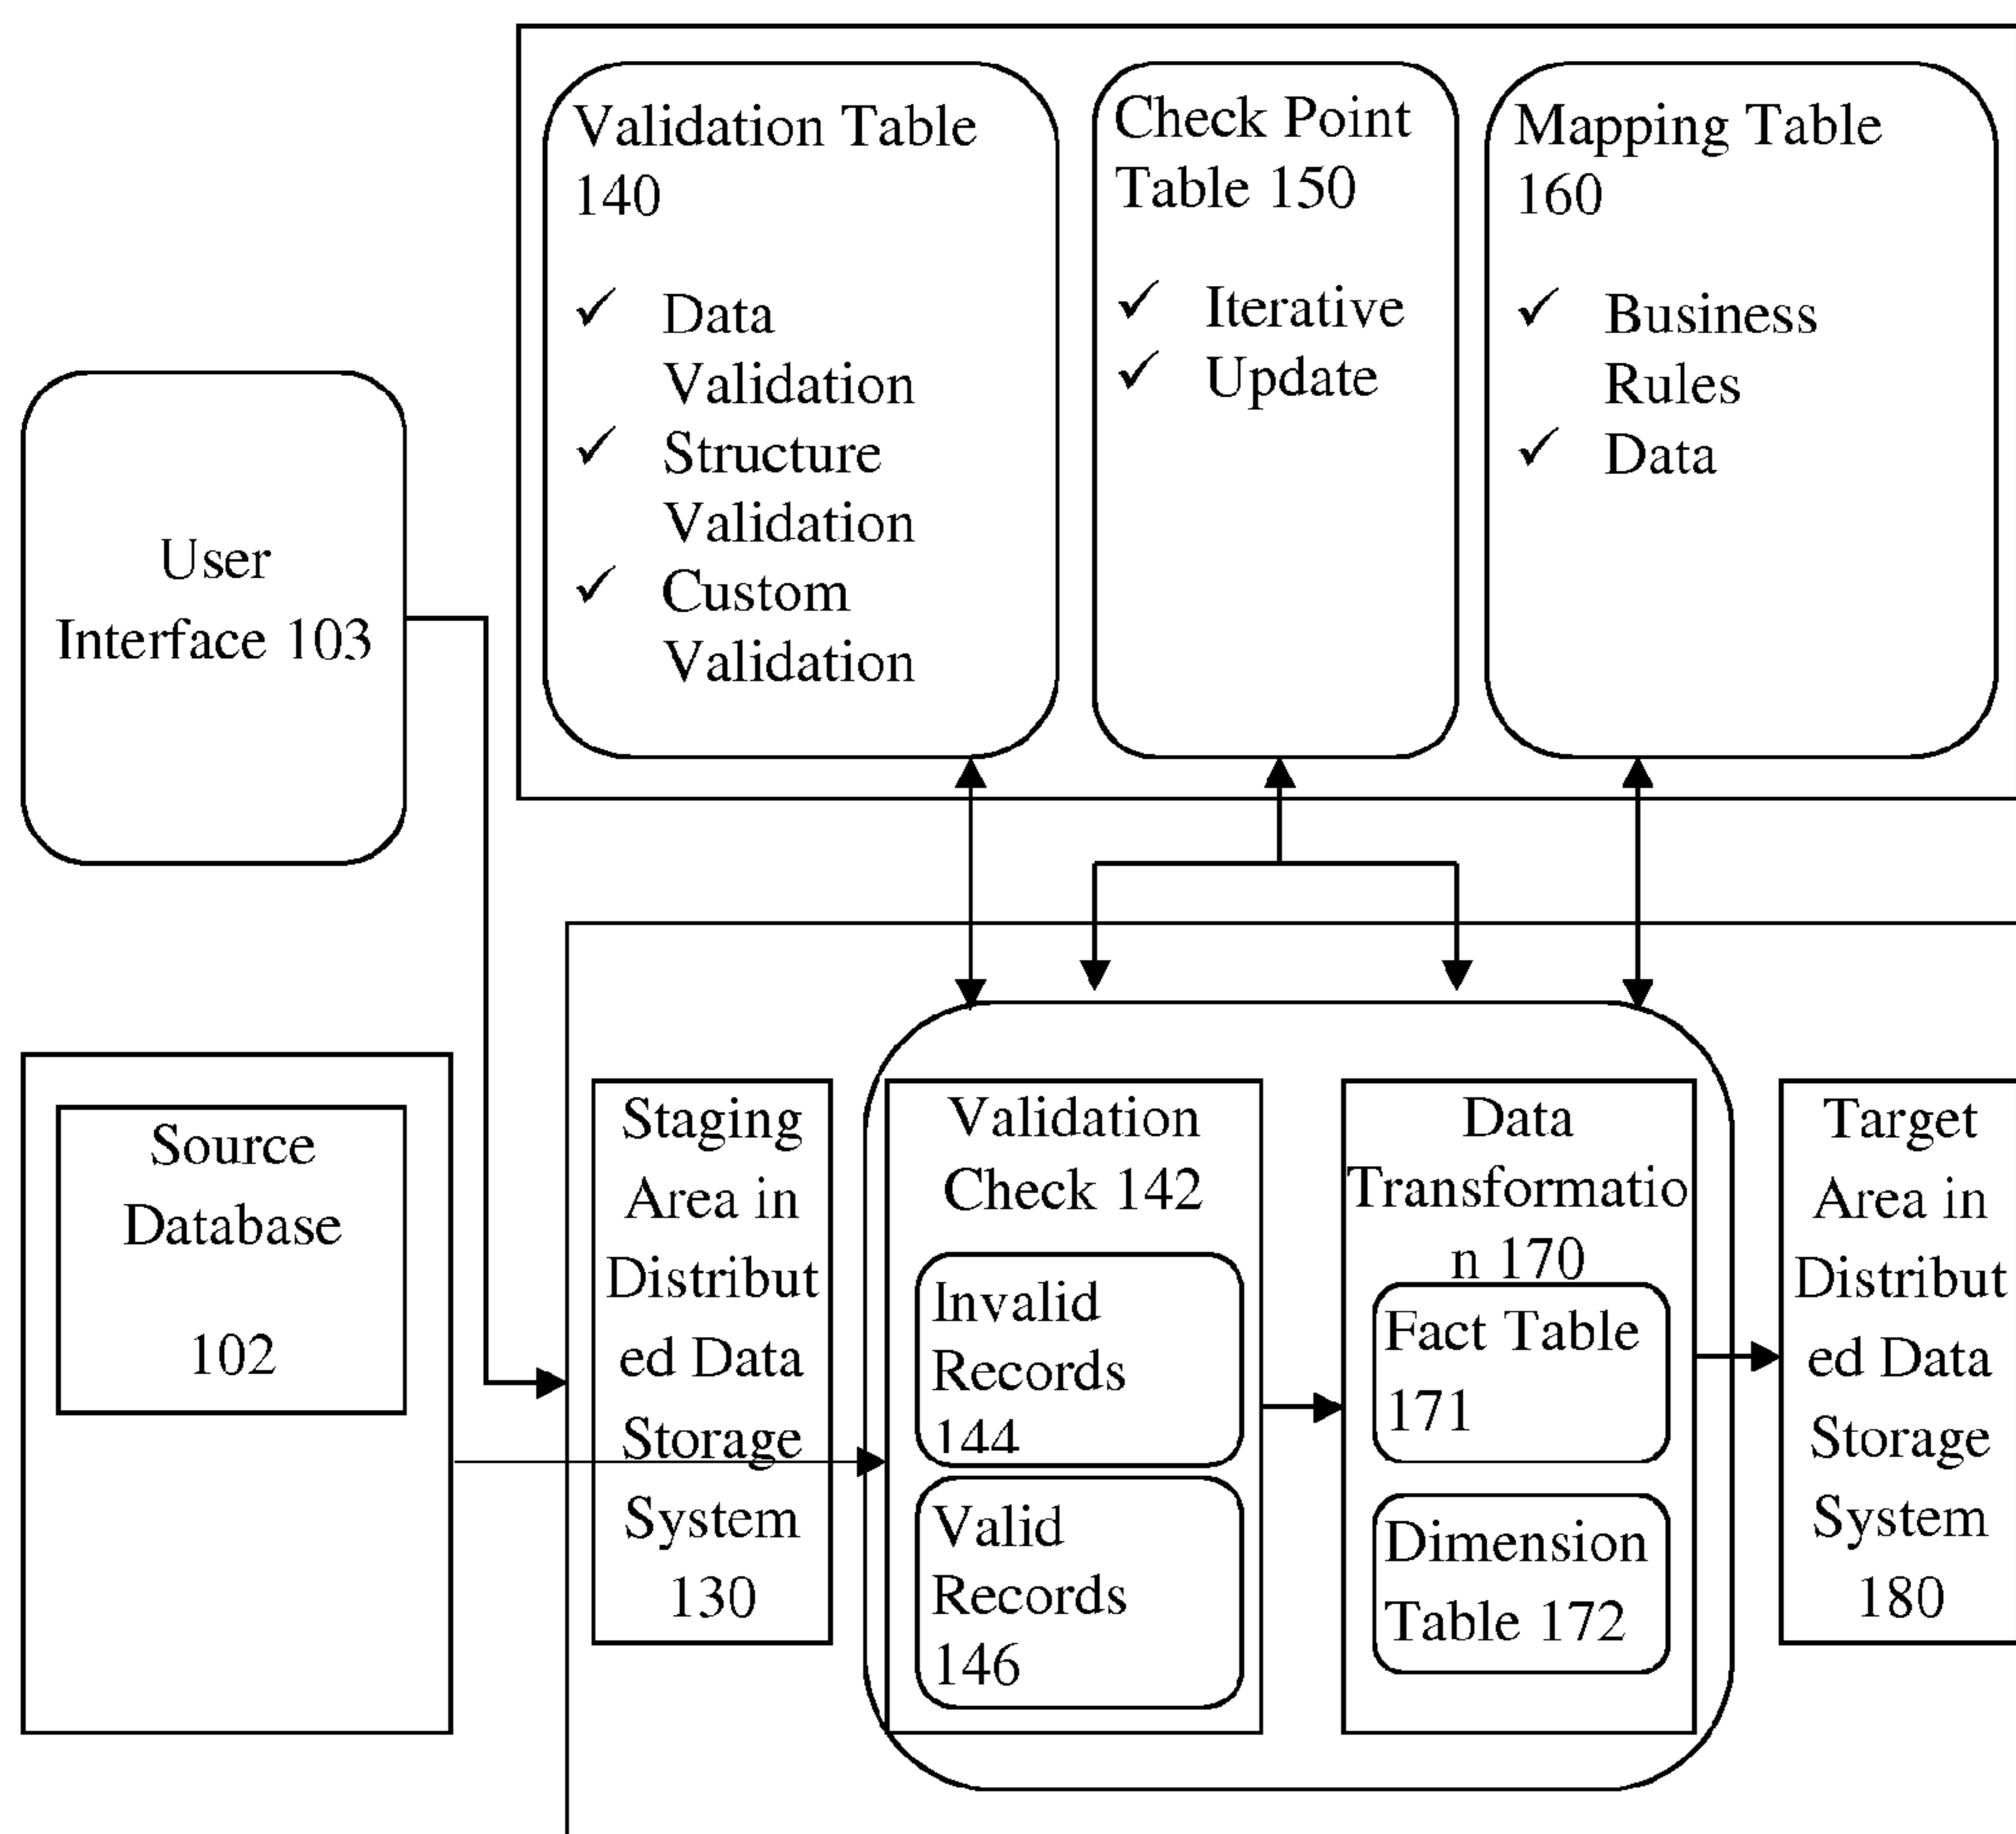 Validation Table
140
✓ Data
Validation
✓ Structure
Validation
✓ Custom
Validation
Check Point
Table 150
✓ Iterative
✓ Update
Mapping Table
160
✓ Business
Rules
✓ Data
User
Interface 103
Source
Database
102
Staging
Area in
Distribut
ed Data
Storage
System
130
Validation
Check 142
Invalid
Records
144
Valid
Records
146
Data
Transformatio
n 170
Fact Table
171
Dimension
Table 172
Target
Area in
Distribut
ed Data
Storage
System
180